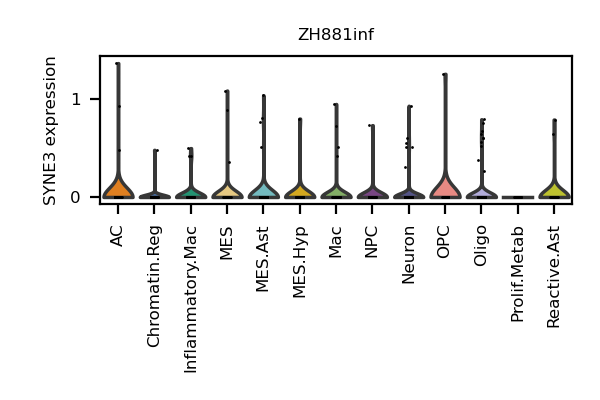 ZH881inf
SYNE3 expression
1
0
AC
Chromatin.Reg
Inflammatory.Mac
MES
MES.Ast
MES.Hyp
Mac
NPC
Neuron
OPC
Oligo
Prolif.Metab
Reactive.Ast